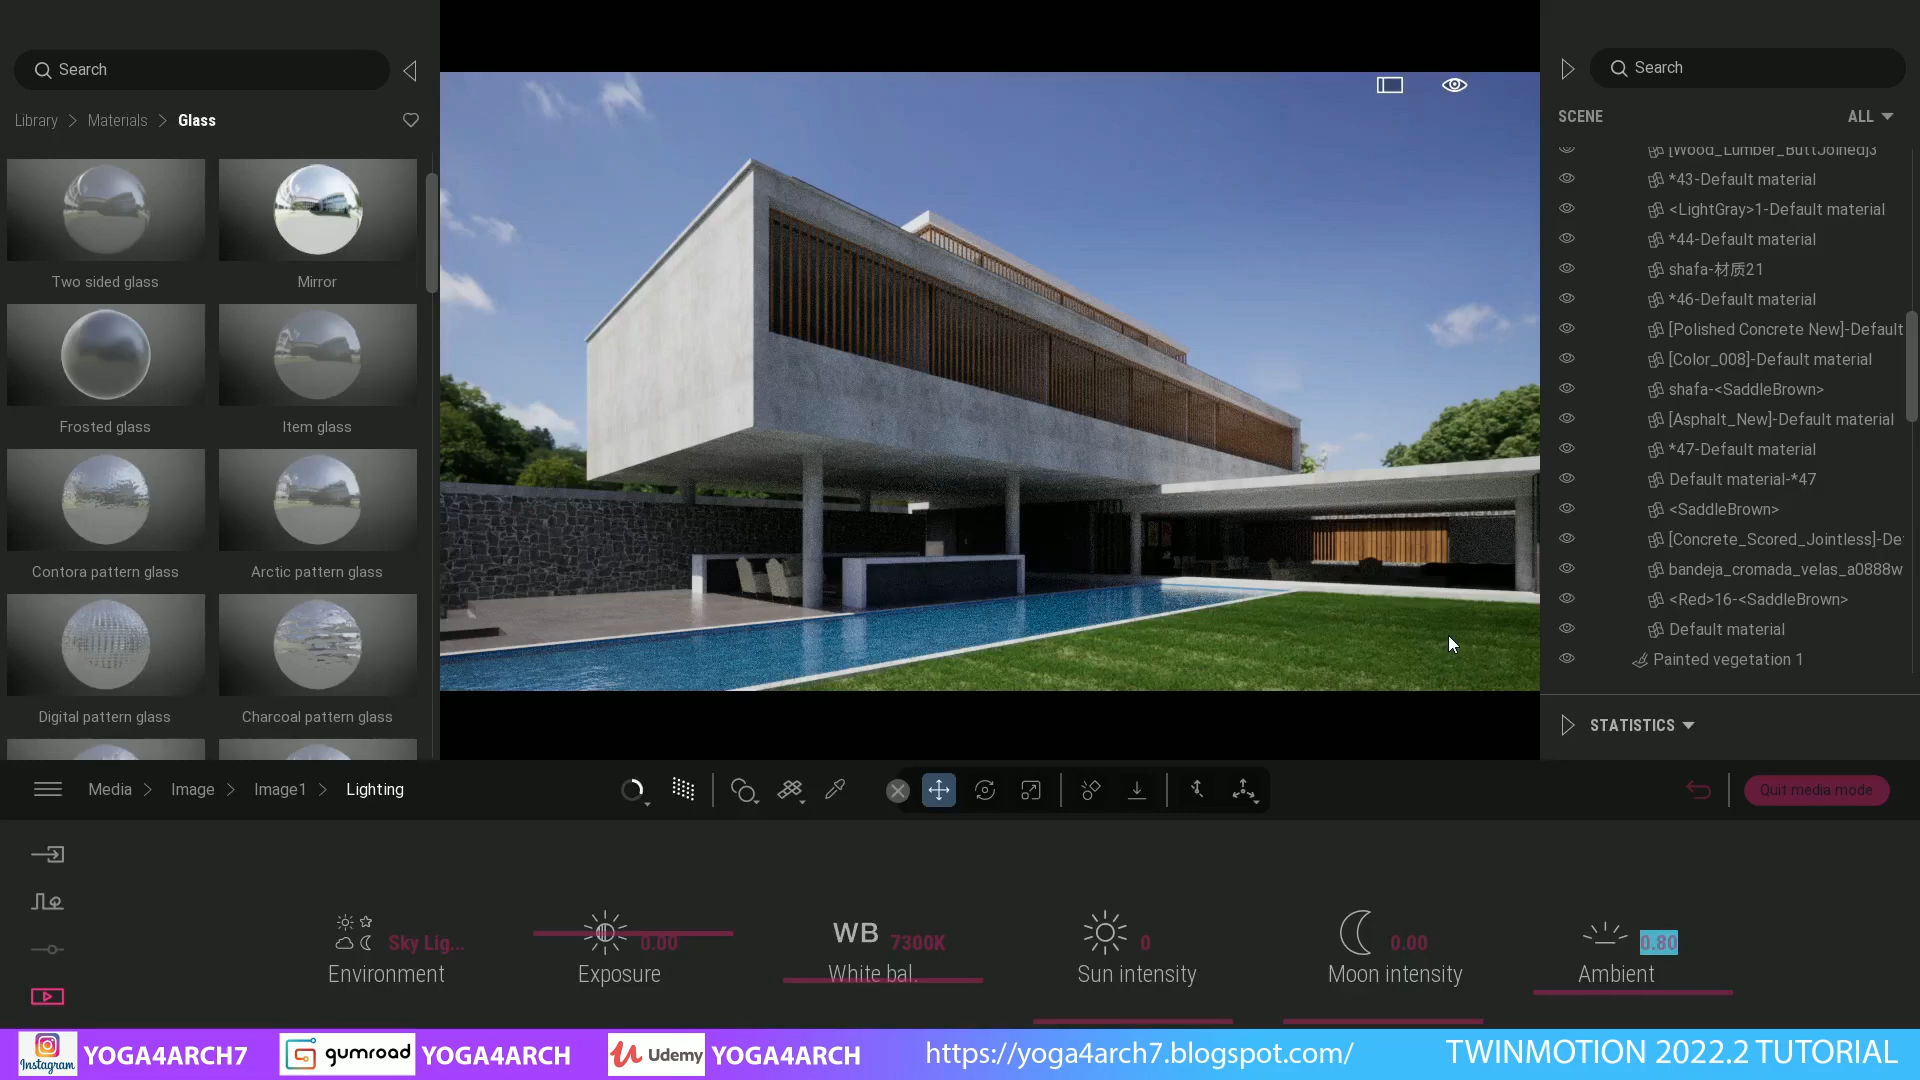 Search
Library > Materials > Glass
Two sided glass
Mirror
Frosted glass
Item glass
Contora pattern glass
Arctic pattern glass
Digital pattern glass
Charcoal pattern glass
Search
SCENE ALL
[Wood_Lumber_ButtJoined]3
*43-Default material
<LightGray>1-Default material
*44-Default material
shafa-材质21
*46-Default material
[Polished Concrete New]-Default
[Color_008]-Default material
shafa-<SaddleBrown>
[Asphalt_New]-Default material
*47-Default material
Default material-*47
<SaddleBrown>
[Concrete_Scored_Jointless]-De
bandeja_cromada_velas_a0888w
<Red>16-<SaddleBrown>
Default material
Painted vegetation 1
STATISTICS
Media > Image > Image1 > Lighting
Quit media mode
Sky Lig...
Environment
0.00
Exposure
WB 7300K
White bal.
0
Sun intensity
0.00
Moon intensity
0.80
Ambient
Instagram YOGA4ARCH7 gumroad YOGA4ARCH Udemy YOGA4ARCH https://yoga4arch7.blogspot.com/ TWINMOTION 2022.2 TUTORIAL